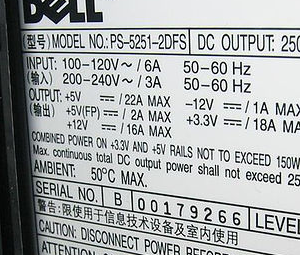 DELL
(型号) MODEL NO.: PS-5251-2DFS DC OUTPUT: 250
INPUT: 100-120V～ / 6A 50-60 Hz
(输入) 200-240V～ / 3A 50-60 Hz
OUTPUT: +5V ⎓ / 22A MAX -12V ⎓ / 1A MAX
(输出) +5V(FP) ⎓ / 2A MAX +3.3V ⎓ / 18A MAX
+12V ⎓ / 16A MAX
COMBINED POWER ON +3.3V AND +5V RAILS NOT TO EXCEED 150W
Max. continuous total DC output power shall not exceed 25
AMBIENT: 50°C MAX.
SERIAL NO. B 00179266 LEVEL
警告: 限使用于信息技术设备及室内使用
CAUTION: DISCONNECT POWER BEFORE
ATTENTION